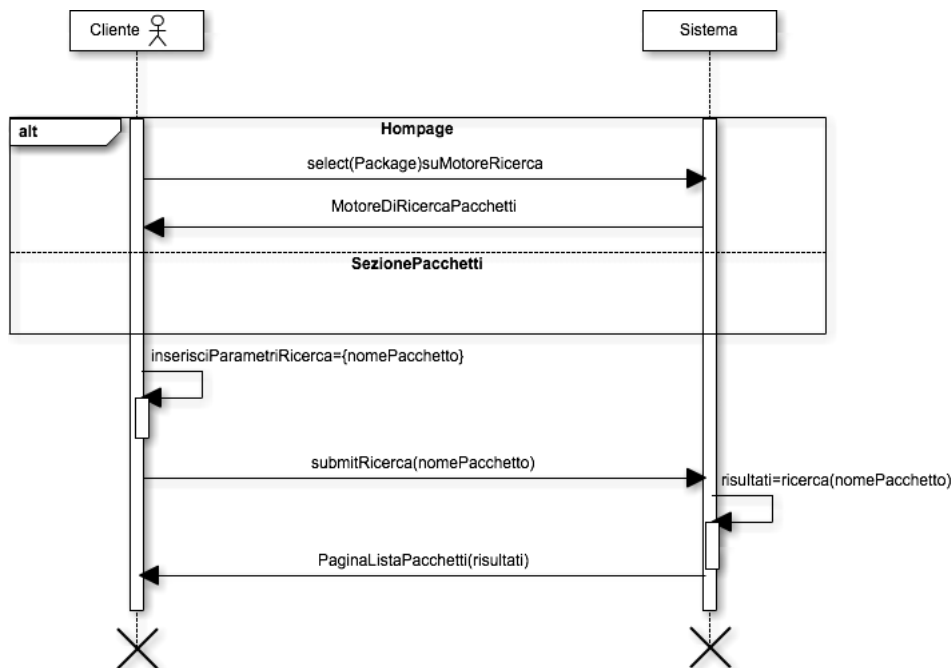 Cliente
Sistema
alt
Hompage
select(Package)suMotoreRicerca
MotoreDiRicercaPacchetti
SezionePacchetti
inserisciParametriRicerca={nomePacchetto}
submitRicerca(nomePacchetto)
risultati=ricerca(nomePacchetto)
PaginaListaPacchetti(risultati)